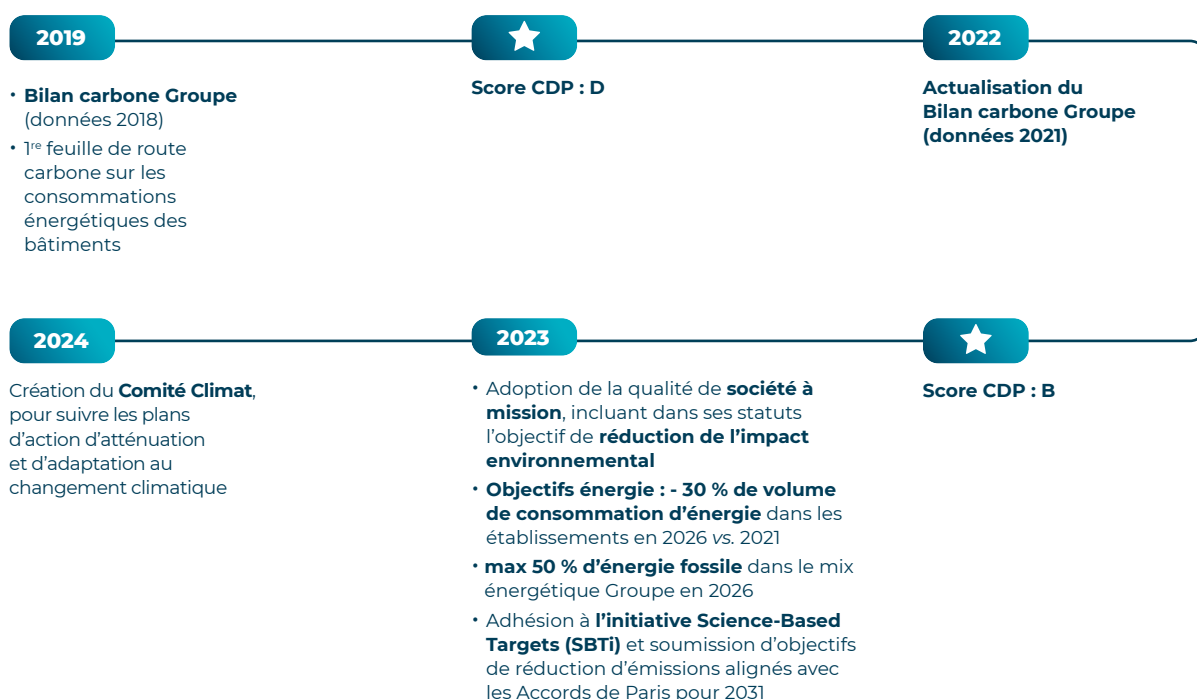 2019
• Bilan carbone Groupe
(données 2018)
• 1re feuille de route
carbone sur les
consommations
énergétiques des
bâtiments
Score CDP : D
2022
Actualisation du
Bilan carbone Groupe
(données 2021)
Score CDP : B
2023
• Adoption de la qualité de société à
mission, incluant dans ses statuts
l’objectif de réduction de l’impact
environnemental
• Objectifs énergie : - 30 % de volume
de consommation d’énergie dans les
établissements en 2026 vs. 2021
• max 50 % d’énergie fossile dans le mix
énergétique Groupe en 2026
• Adhésion à l’initiative Science-Based
Targets (SBTi) et soumission d’objectifs
de réduction d’émissions alignés avec
les Accords de Paris pour 2031
2024
Création du Comité Climat,
pour suivre les plans
d’action d’atténuation
et d’adaptation au
changement climatique